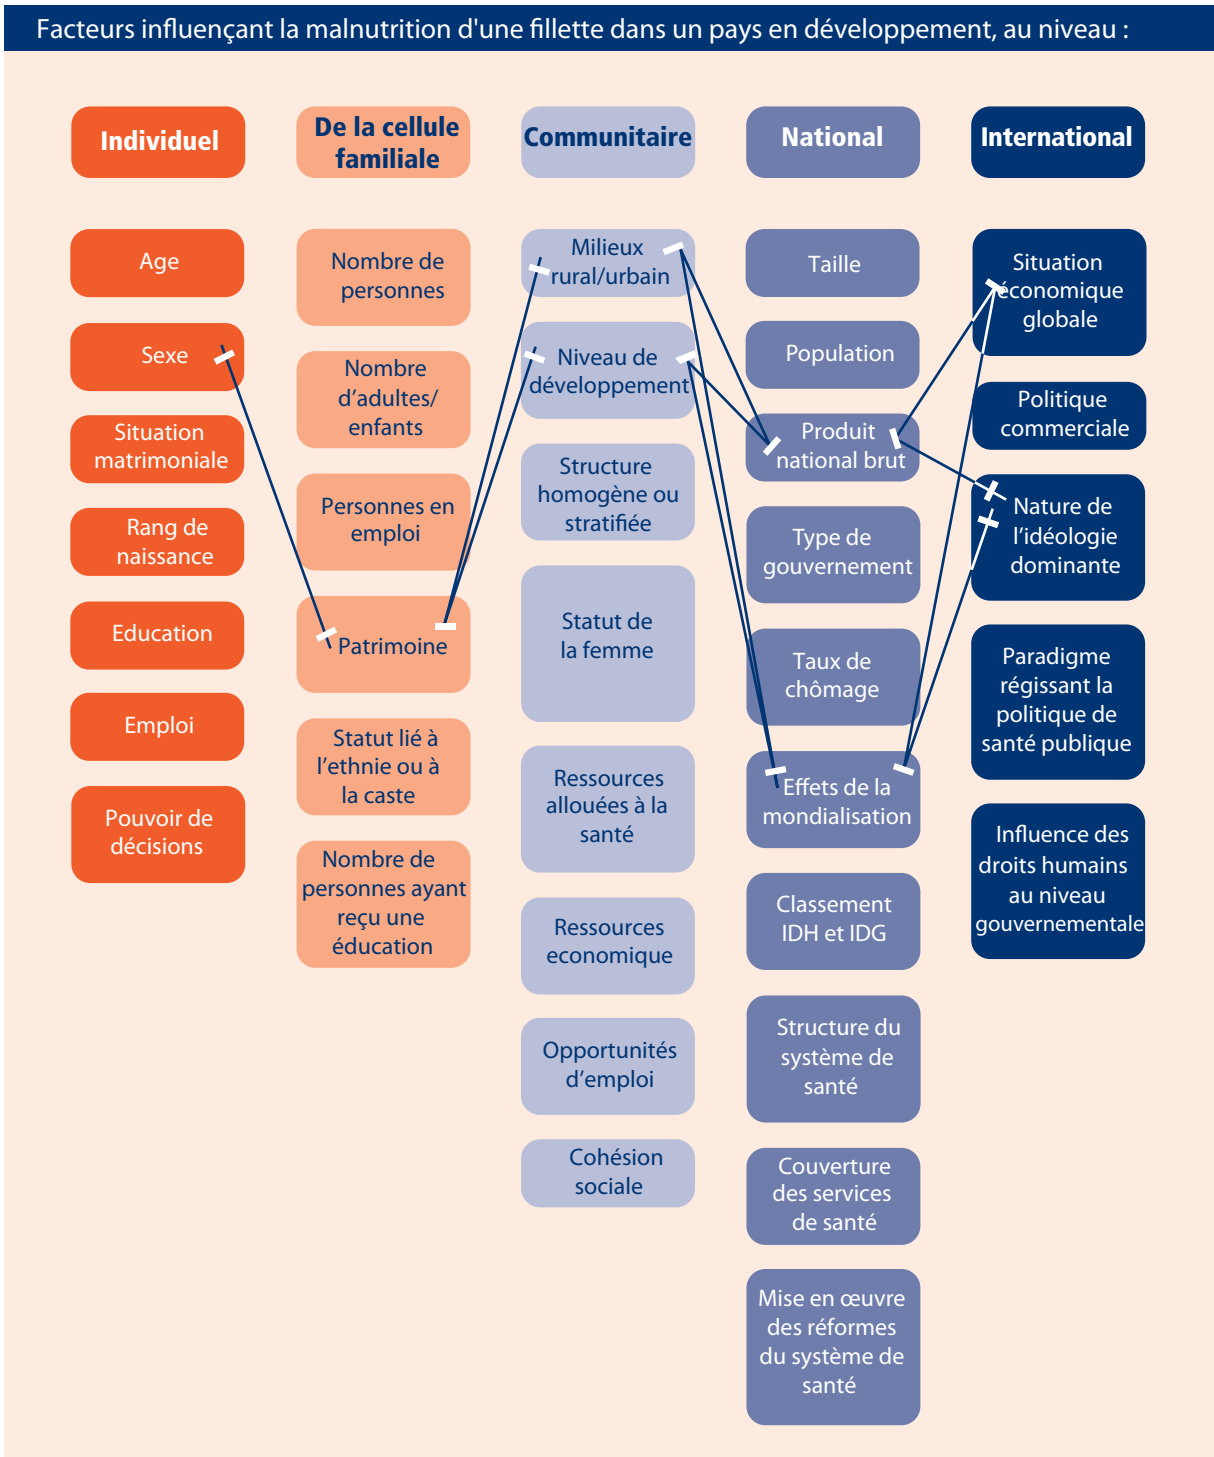 Facteurs influençant la malnutrition d'une fillette dans un pays en développement, au niveau :
Individuel
Age
Sexe
Situation
matrimoniale
Rang de
naissance
Education
Emploi
Pouvoir de
décisions
De la cellule
familiale
Nombre de
personnes
Nombre
d’adultes/
enfants
Personnes en
emploi
Patrimoine
Statut lié à
l’ethnie ou à
la caste
Nombre de
personnes ayant
reçu une
éducation
Communitaire
Milieux
rural/urbain
Niveau de
développement
Structure
homogène ou
stratifiée
Statut de
la femme
Ressources
allouées à la
santé
Ressources
economique
Opportunités
d’emploi
Cohésion
sociale
National
Taille
Population
Produit
national brut
Type de
gouvernement
Taux de
chômage
Effets de la
mondialisation
Classement
IDH et IDG
Structure du
système de
santé
Couverture
des services
de santé
Mise en œuvre
des réformes
du système de
santé
International
Situation
économique
globale
Politique
commerciale
Nature de
l’idéologie
dominante
Paradigme
régissant la
politique de
santé publique
Influence des
droits humains
au niveau
gouvernementale